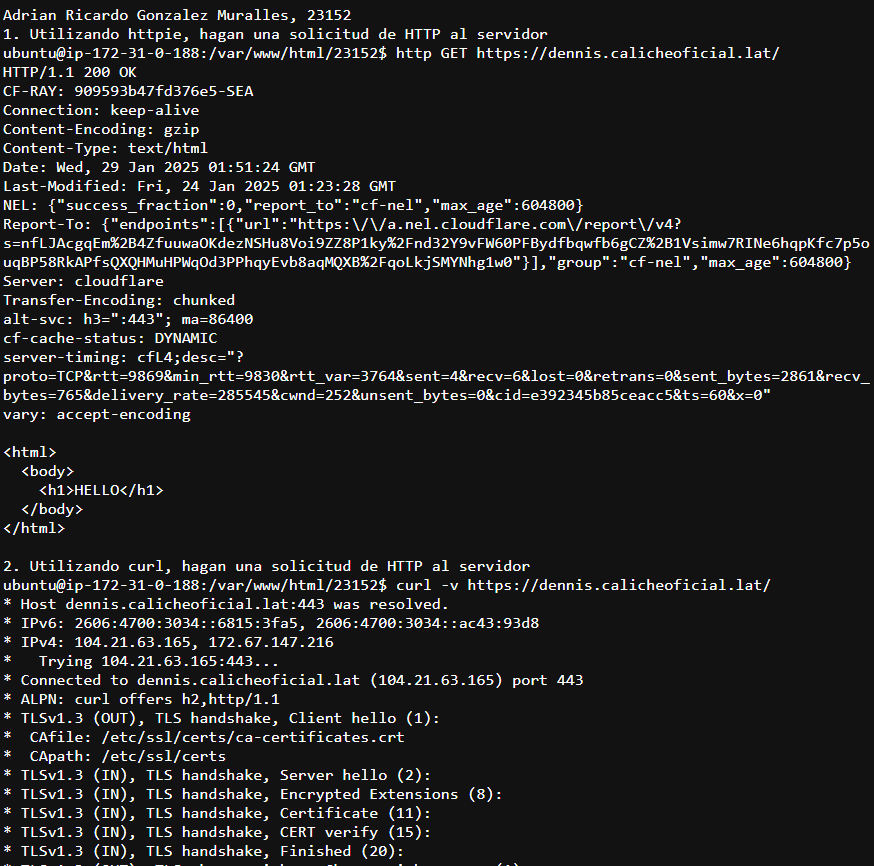 Adrian Ricardo Gonzalez Muralles, 23152
1. Utilizando httpie, hagan una solicitud de HTTP al servidor
ubuntu@ip-172-31-0-188:/var/www/html/23152$ http GET https://dennis.calicheoficial.lat/
HTTP/1.1 200 OK
CF-RAY: 909593b47fd376e5-SEA
Connection: keep-alive
Content-Encoding: gzip
Content-Type: text/html
Date: Wed, 29 Jan 2025 01:51:24 GMT
Last-Modified: Fri, 24 Jan 2025 01:23:28 GMT
NEL: {"success_fraction":0,"report_to":"cf-nel","max_age":604800}
Report-To: {"endpoints":[{"url":"https:\/\/a.nel.cloudflare.com\/report\/v4?
s=nfLJAcgqEm%2B4ZfuuwaOKdezNSHu8Voi9ZZ8P1ky%2Fnd32Y9vFW60PFBydfbqwfb6gCZ%2B1Vsimw7RINe6hqpKfc7p5o
uqBP58RkAPfsQXQHMuHPWqOd3PPhqyEvb8aqMQXB%2FqoLkjSMYNhg1w0"}],"group":"cf-nel","max_age":604800}
Server: cloudflare
Transfer-Encoding: chunked
alt-svc: h3=":443"; ma=86400
cf-cache-status: DYNAMIC
server-timing: cfL4;desc="?
proto=TCP&rtt=9869&min_rtt=9830&rtt_var=3764&sent=4&recv=6&lost=0&retrans=0&sent_bytes=2861&recv_
bytes=765&delivery_rate=285545&cwnd=252&unsent_bytes=0&cid=e392345b85ceacc5&ts=60&x=0"
vary: accept-encoding
<html>
  <body>
    <h1>HELLO</h1>
  </body>
</html>
2. Utilizando curl, hagan una solicitud de HTTP al servidor
ubuntu@ip-172-31-0-188:/var/www/html/23152$ curl -v https://dennis.calicheoficial.lat/
* Host dennis.calicheoficial.lat:443 was resolved.
* IPv6: 2606:4700:3034::6815:3fa5, 2606:4700:3034::ac43:93d8
* IPv4: 104.21.63.165, 172.67.147.216
*   Trying 104.21.63.165:443...
* Connected to dennis.calicheoficial.lat (104.21.63.165) port 443
* ALPN: curl offers h2,http/1.1
* TLSv1.3 (OUT), TLS handshake, Client hello (1):
*  CAfile: /etc/ssl/certs/ca-certificates.crt
*  CApath: /etc/ssl/certs
* TLSv1.3 (IN), TLS handshake, Server hello (2):
* TLSv1.3 (IN), TLS handshake, Encrypted Extensions (8):
* TLSv1.3 (IN), TLS handshake, Certificate (11):
* TLSv1.3 (IN), TLS handshake, CERT verify (15):
* TLSv1.3 (IN), TLS handshake, Finished (20):